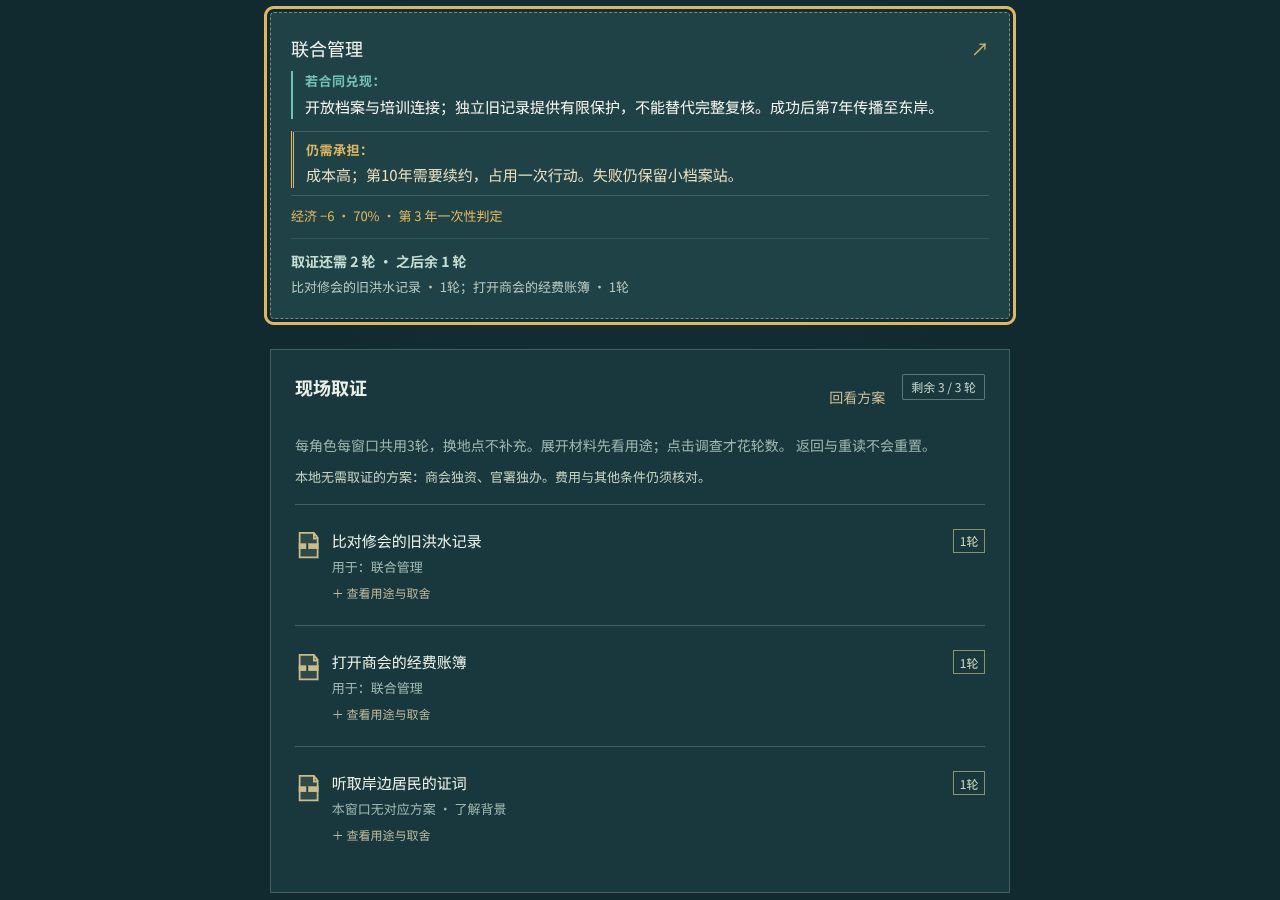 联合管理
↗
若合同兑现：
开放档案与培训连接；独立旧记录提供有限保护，不能替代完整复核。成功后第7年传播至东岸。
仍需承担：
成本高；第10年需要续约，占用一次行动。失败仍保留小档案站。
经济 −6 · 70% · 第 3 年一次性判定
取证还需 2 轮 · 之后余 1 轮
比对修会的旧洪水记录 · 1轮；打开商会的经费账簿 · 1轮
现场取证
回看方案
剩余 3 / 3 轮
每角色每窗口共用3轮，换地点不补充。展开材料先看用途；点击调查才花轮数。 返回与重读不会重置。
本地无需取证的方案：商会独资、官署独办。费用与其他条件仍须核对。
比对修会的旧洪水记录
1轮
用于：联合管理
＋ 查看用途与取舍
打开商会的经费账簿
1轮
用于：联合管理
＋ 查看用途与取舍
听取岸边居民的证词
1轮
本窗口无对应方案 · 了解背景
＋ 查看用途与取舍